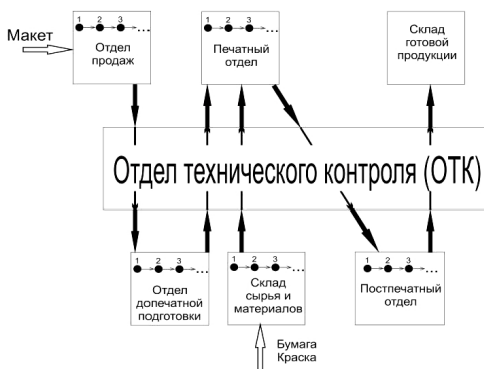 Макет
1 2 3 ...
Отдел
продаж
1 2 3 ...
Печатный
отдел
Склад
готовой
продукции
Отдел технического контроля (ОТК)
1 2 3 ...
Отдел
допечатной
подготовки
1 2 3 ...
Склад
сырья и
материалов
1 2 3 ...
Постпечатный
отдел
Бумага
Краска